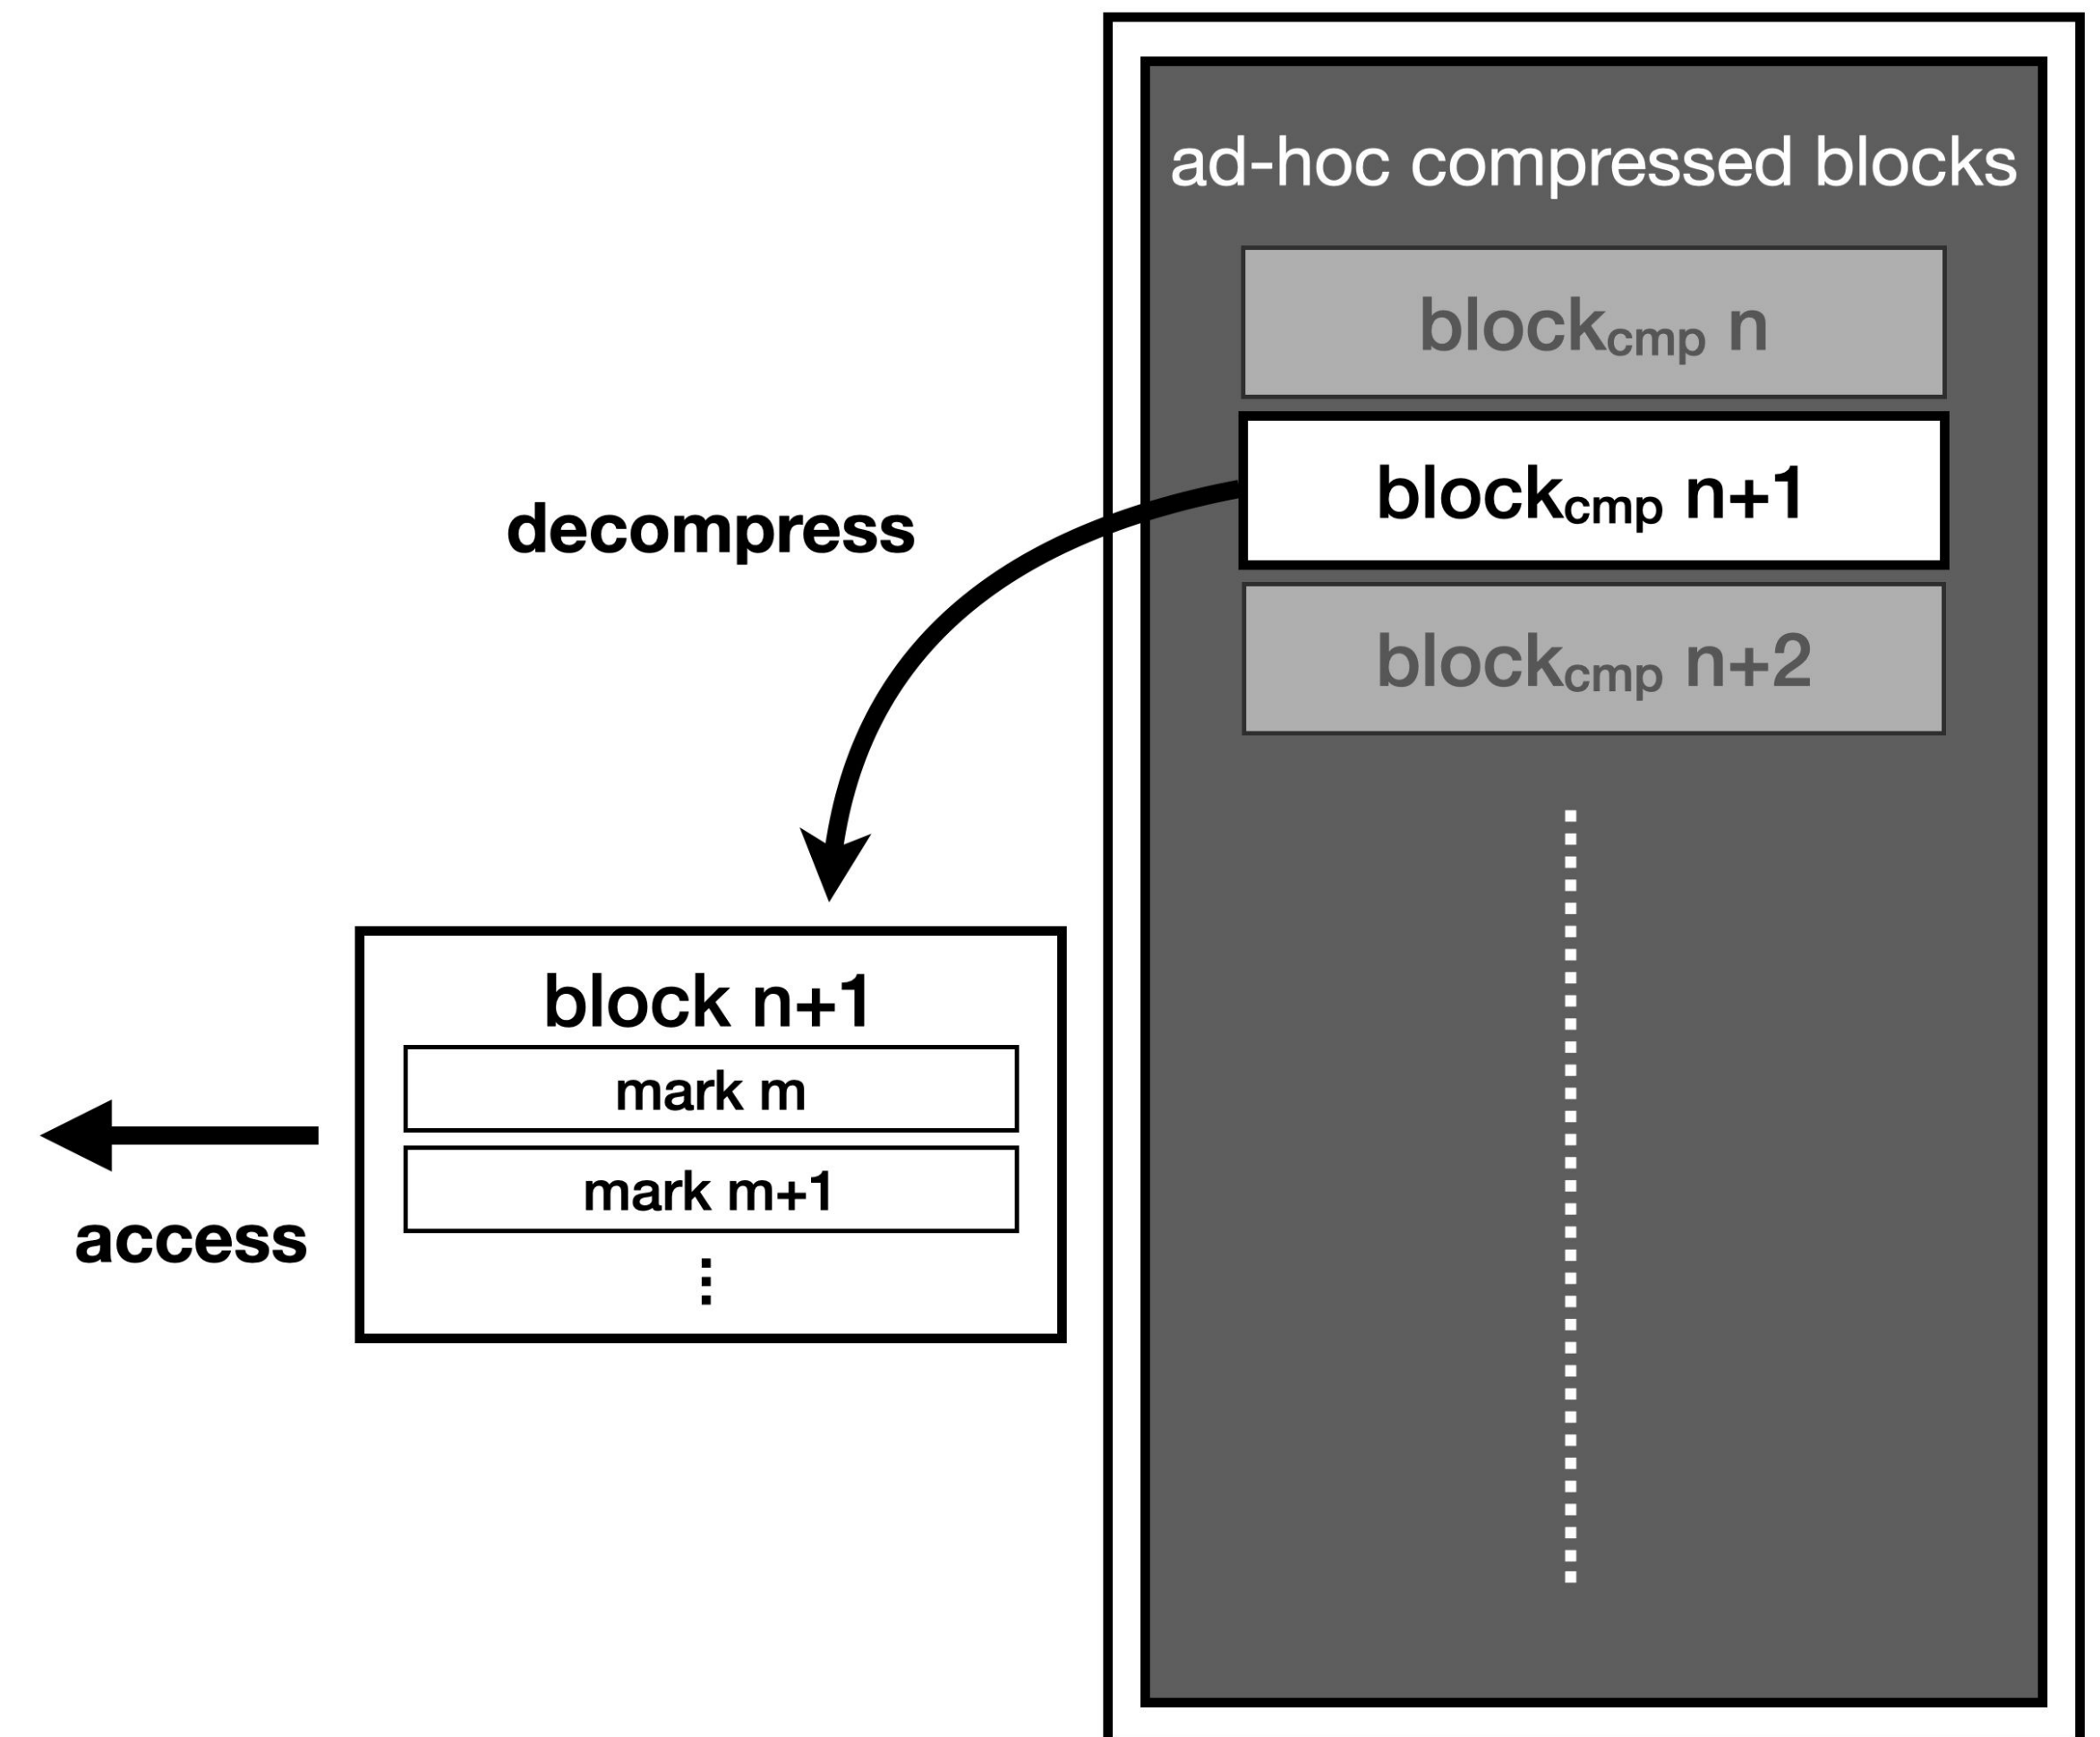 ad-hoc compressed blocks
blockcmp n
blockcmp n+1
decompress
blockcmp n+2
block n+1
mark m
mark m+1
access